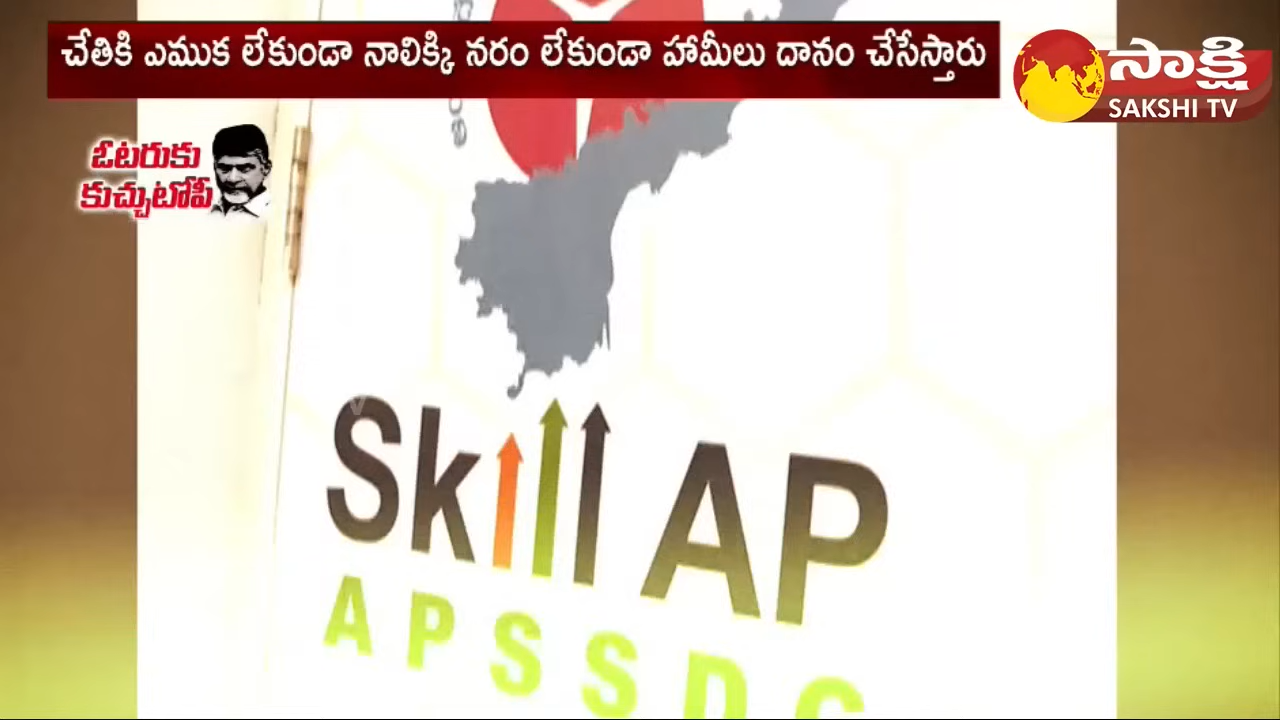 చేతికి ఎముక లేకుండా నాలిక్కి నరం లేకుండా హామీలు దానం చేసేస్తారు
సాక్షి
SAKSHI TV
ఓటరుకు
కుచ్చుటోపీ
Skill AP
APSSDC